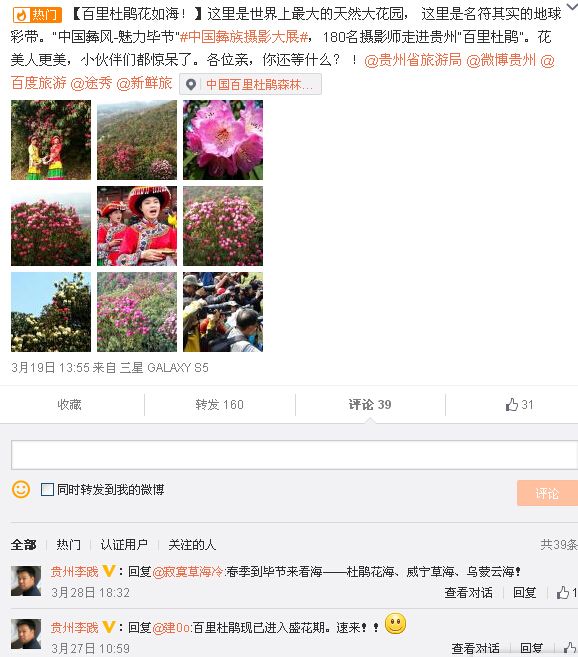 热门 【百里杜鹃花如海！】这里是世界上最大的天然大花园， 这里是名符其实的地球
彩带。"中国彝风-魅力毕节"#中国彝族摄影大展#，180名摄影师走进贵州"百里杜鹃"。花
美人更美，小伙伴们都惊呆了。各位亲，你还等什么？ ！@贵州省旅游局 @微博贵州 @
百度旅游 @途秀 @新鲜旅 中国百里杜鹃森林...
3月19日 13:55 来自 三星 GALAXY S5
收藏 转发 160 评论 39 31
同时转发到我的微博 评论
全部 热门 认证用户 关注的人 共39条
贵州李践 V：回复@寂寞草海冷:春季到毕节来看海——杜鹃花海、威宁草海、乌蒙云海！
3月28日 18:32 查看对话 回复 1
贵州李践 V：回复@建0o:百里杜鹃现已进入盛花期。速来！！
3月27日 10:59 查看对话 回复